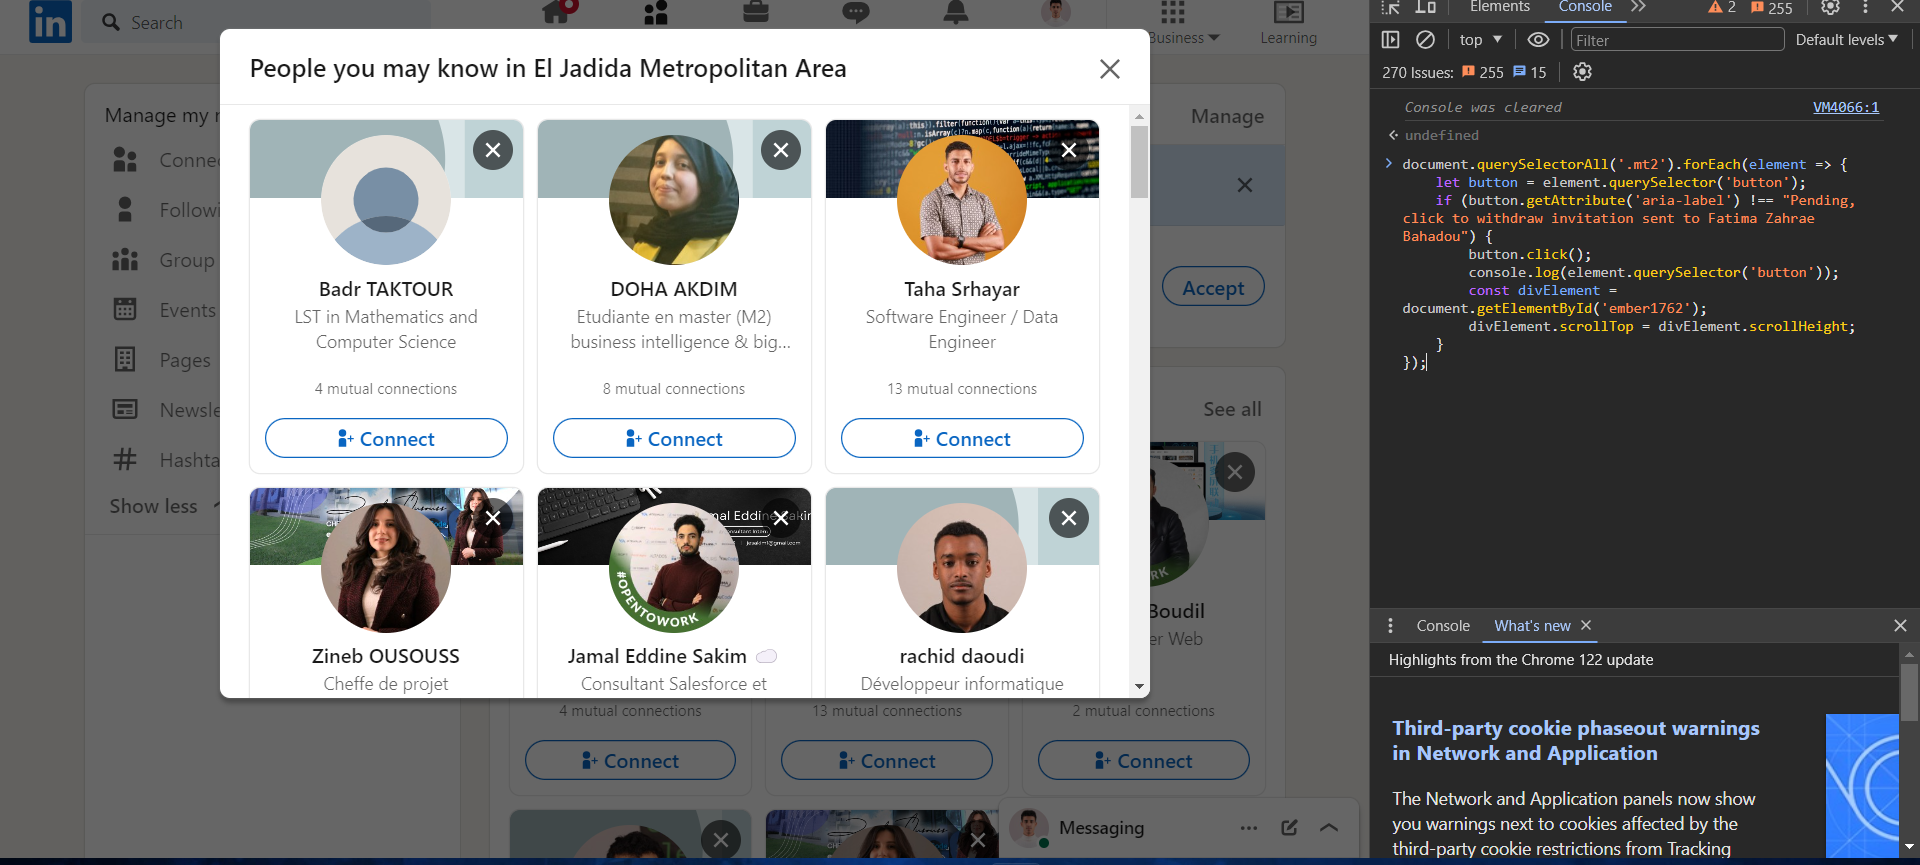 in
Search
Business
Learning
Manage my
Connec
Followi
Group
Events
Pages
Newsle
Hashta
Show less
Manage
Accept
See all
People you may know in El Jadida Metropolitan Area
Badr TAKTOUR
LST in Mathematics and
Computer Science
4 mutual connections
Connect
DOHA AKDIM
Etudiante en master (M2)
business intelligence & big...
8 mutual connections
Connect
Taha Srhayar
Software Engineer / Data
Engineer
13 mutual connections
Connect
Zineb OUSOUSS
Cheffe de projet
#OPENTOWORK
Jamal Eddine Sakim
Consultant Salesforce et
rachid daoudi
Développeur informatique
Boudil
er Web
4 mutual connections
13 mutual connections
2 mutual connections
Connect
Connect
Connect
Messaging
Elements
Console
2
255
top
Filter
Default levels
270 Issues:
255
15
Console was cleared
VM4066:1
undefined
document.querySelectorAll('.mt2').forEach(element => {
let button = element.querySelector('button');
if (button.getAttribute('aria-label') !== "Pending,
click to withdraw invitation sent to Fatima Zahrae
Bahadou") {
button.click();
console.log(element.querySelector('button'));
const divElement =
document.getElementById('ember1762');
divElement.scrollTop = divElement.scrollHeight;
}
});
Console
What's new
Highlights from the Chrome 122 update
Third-party cookie phaseout warnings
in Network and Application
The Network and Application panels now show
you warnings next to cookies affected by the
third-party cookie restrictions from Tracking